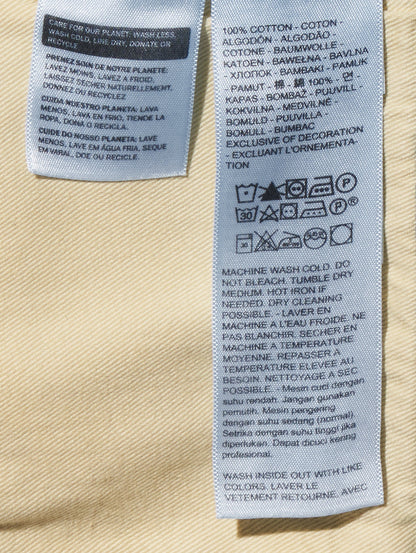 CARE FOR OUR PLANET: WASH LESS,
WASH COLD, LINE DRY, DONATE OR
RECYCLE
PRENEZ SOIN DE NOTRE PLANETE:
LAVEZ MOINS, LAVEZ A FROID,
LAISSEZ SÉCHER NATURELLEMENT,
DONNEZ OU RECYCLEZ
CUIDA NUESTRO PLANETA: LAVA
MENOS, LAVA EN FRIO, TIENDE LA
ROPA, DONA O RECICLA.
CUIDE DO NOSSO PLANETA: LAVE
MENOS, LAVE EM ÁGUA FRIA, SEQUE
EM VARAL, DOE OU RECICLE.
100% COTTON - COTON -
ALGODÓN - ALGODÃO -
COTONE - BAUMWOLLE -
KATOEN - BAWEŁNA - BAVLNA
- ХЛОПОК - ΒΑΜΒΑΚΙ - PAMUK
- PAMUT - 棉 - 綿 100% - 면 -
KAPAS - BOMBAŽ - PUUVILL -
KOKVILNA - MEDVILNĖ -
BOMULD - PUUVILLA -
BOMULL - BUMBAC
EXCLUSIVE OF DECORATION
- EXCLUANT L'ORNEMENTA-
TION
P
30 P
30
MACHINE WASH COLD. DO
NOT BLEACH. TUMBLE DRY
MEDIUM. HOT IRON IF
NEEDED. DRY CLEANING
POSSIBLE. - LAVER EN
MACHINE A L'EAU FROIDE. NE
PAS BLANCHIR. SECHER EN
MACHINE A TEMPERATURE
MOYENNE. REPASSER A
TEMPERATURE ELEVEE AU
BESOIN. NETTOYAGE A SEC
POSSIBLE. - Mesin cuci dengan
suhu rendah. Jangan gunakan
pemutih. Mesin pengering
dengan suhu sedang (normal).
Setrika dengan suhu tinggi jika
diperlukan. Dapat dicuci kering
profesional.
WASH INSIDE OUT WITH LIKE
COLORS. LAVER LE
VETEMENT RETOURNE, AVEC